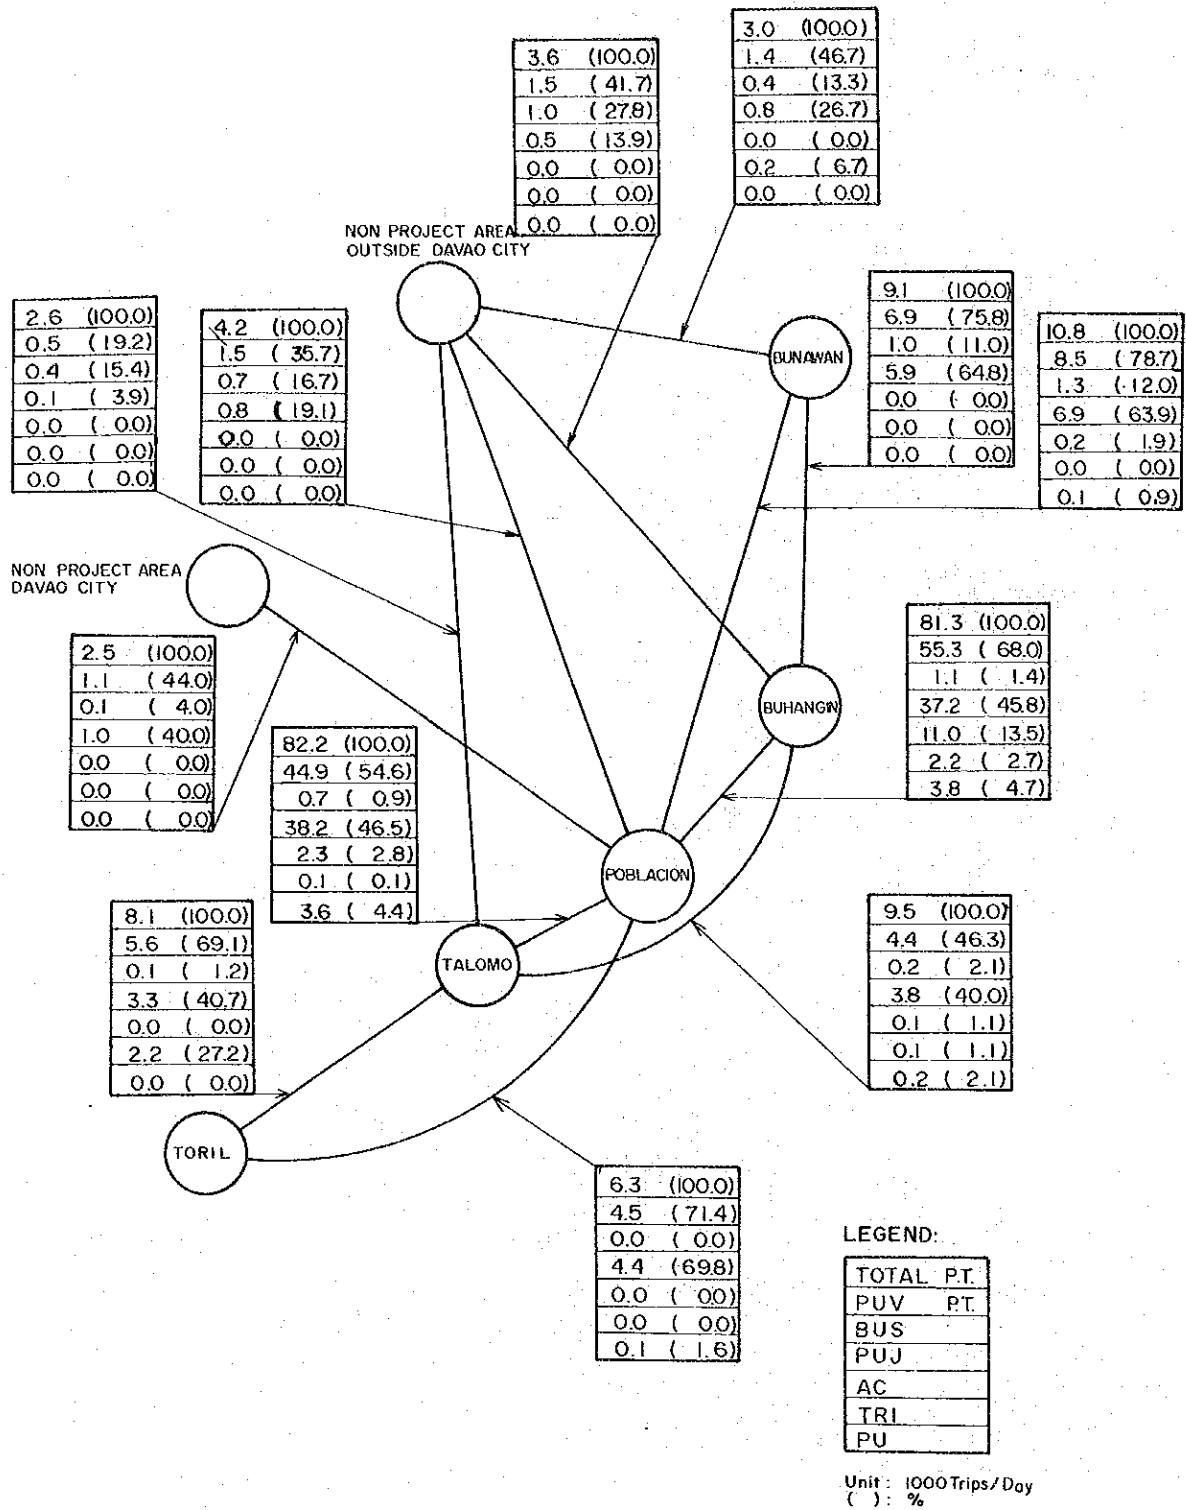 3.0 (100.0)
1.4 (46.7)
0.4 (13.3)
0.8 (26.7)
0.0 ( 0.0)
0.2 ( 6.7)
0.0 ( 0.0)
3.6 (100.0)
1.5 ( 41.7)
1.0 ( 27.8)
0.5 ( 13.9)
0.0 ( 0.0)
0.0 ( 0.0)
0.0 ( 0.0)
NON PROJECT AREA
OUTSIDE DAVAO CITY
9.1 (100.0)
6.9 (75.8)
1.0 (11.0)
5.9 (64.8)
0.0 ( 0.0)
0.0 ( 0.0)
0.0 ( 0.0)
2.6 (100.0)
0.5 ( 19.2)
0.4 ( 15.4)
0.1 ( 3.9)
0.0 ( 0.0)
0.0 ( 0.0)
0.0 ( 0.0)
4.2 (100.0)
1.5 ( 35.7)
0.7 ( 16.7)
0.8 ( 19.1)
0.0 ( 0.0)
0.0 ( 0.0)
0.0 ( 0.0)
BUNAWAN
10.8 (100.0)
8.5 (78.7)
1.3 (12.0)
6.9 (63.9)
0.2 ( 1.9)
0.0 ( 0.0)
0.1 ( 0.9)
NON PROJECT AREA
DAVAO CITY
2.5 (100.0)
1.1 ( 44.0)
0.1 ( 4.0)
1.0 ( 40.0)
0.0 ( 0.0)
0.0 ( 0.0)
0.0 ( 0.0)
81.3 (100.0)
55.3 ( 68.0)
1.1 ( 1.4)
37.2 ( 45.8)
11.0 ( 13.5)
2.2 ( 2.7)
3.8 ( 4.7)
BUHANGIN
82.2 (100.0)
44.9 ( 54.6)
0.7 ( 0.9)
38.2 ( 46.5)
2.3 ( 2.8)
0.1 ( 0.1)
3.6 ( 4.4)
POBLACION
8.1 (100.0)
5.6 ( 69.1)
0.1 ( 1.2)
3.3 ( 40.7)
0.0 ( 0.0)
2.2 ( 27.2)
0.0 ( 0.0)
TALOMO
9.5 (100.0)
4.4 ( 46.3)
0.2 ( 2.1)
3.8 ( 40.0)
0.1 ( 1.1)
0.1 ( 1.1)
0.2 ( 2.1)
TORIL
6.3 (100.0)
4.5 ( 71.4)
0.0 ( 0.0)
4.4 ( 69.8)
0.0 ( 0.0)
0.0 ( 0.0)
0.1 ( 1.6)
LEGEND:
TOTAL P.T.
PUV P.T.
BUS
PUJ
AC
TRI
PU
Unit : 1000 Trips/Day
( ) : %